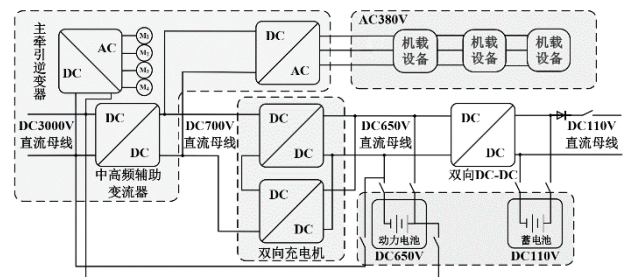 主牵引逆变器
DC
AC
M₁
M₂
M₃
M₄
DC
AC
AC380V
机载设备
机载设备
机载设备
DC3000V
直流母线
DC
DC
中高频辅助
变流器
DC700V
直流母线
DC
DC
DC
DC
双向充电机
DC650V
直流母线
DC
DC
双向DC-DC
DC110V
直流母线
动力电池
DC650V
蓄电池
DC110V